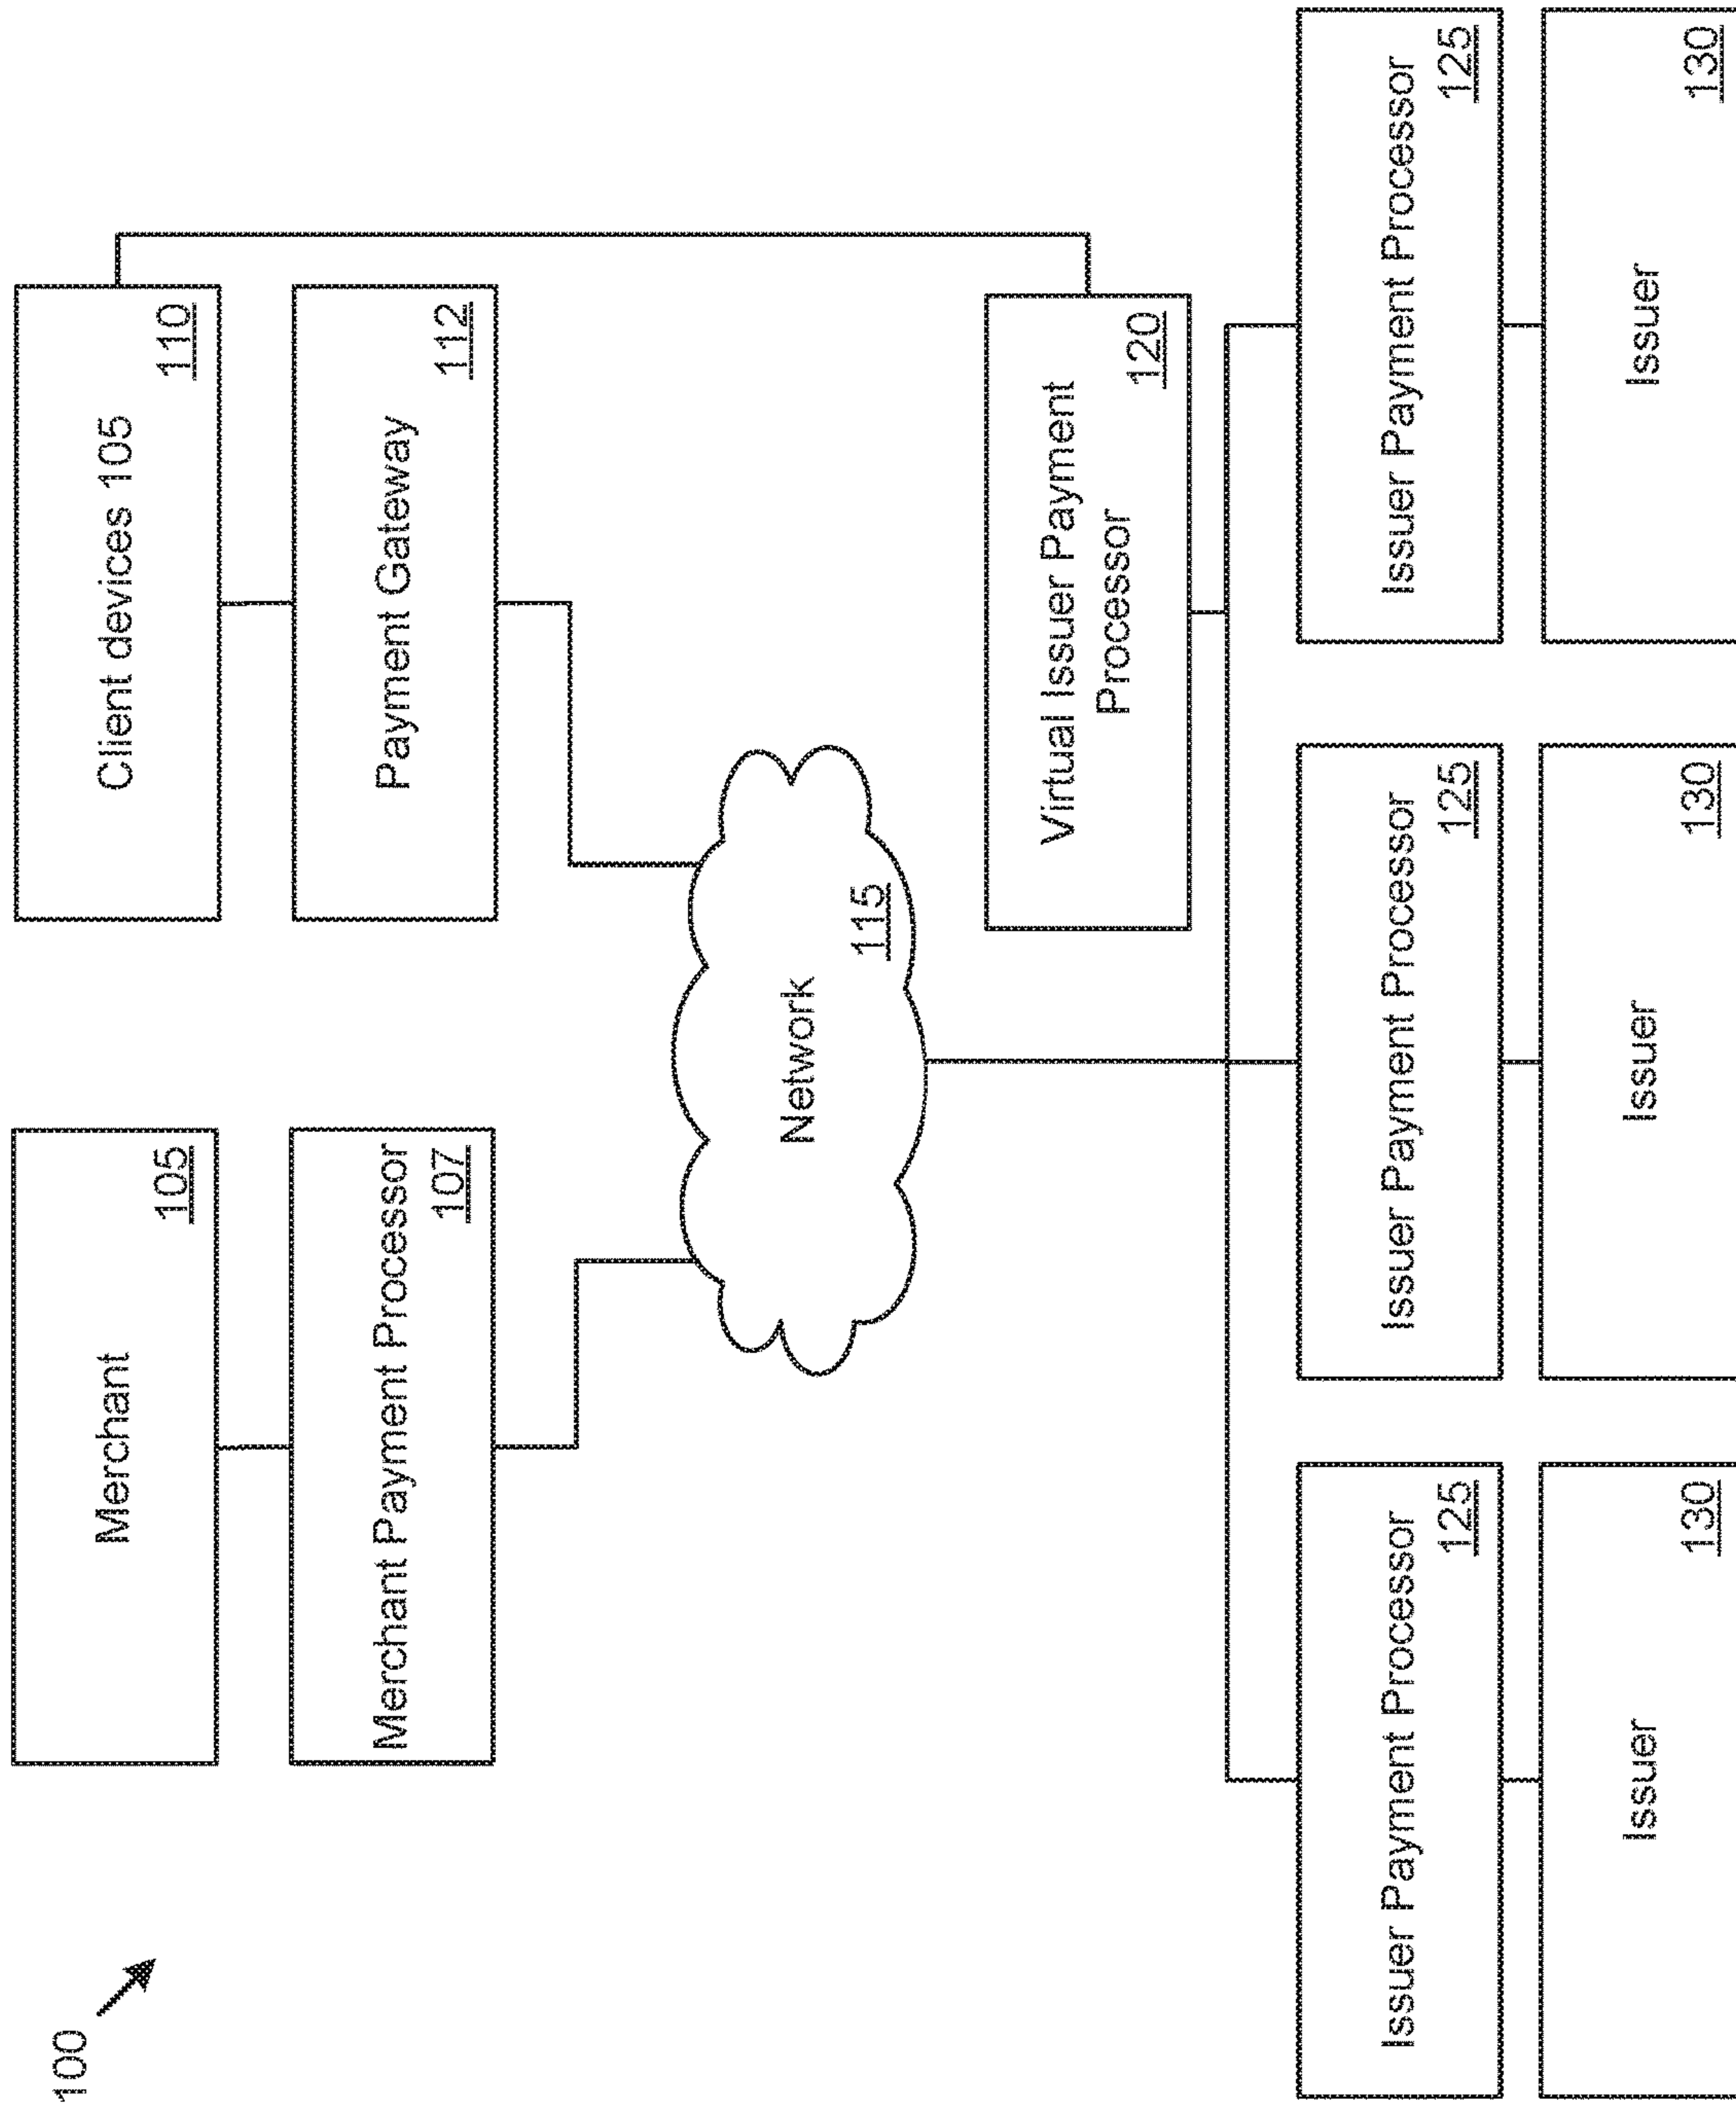 100
Merchant
105
Merchant Payment Processor
107
Client devices 105
110
Payment Gateway
112
Network
115
Virtual Issuer Payment
Processor
120
Issuer Payment Processor
125
Issuer Payment Processor
125
Issuer Payment Processor
125
Issuer
130
Issuer
130
Issuer
130